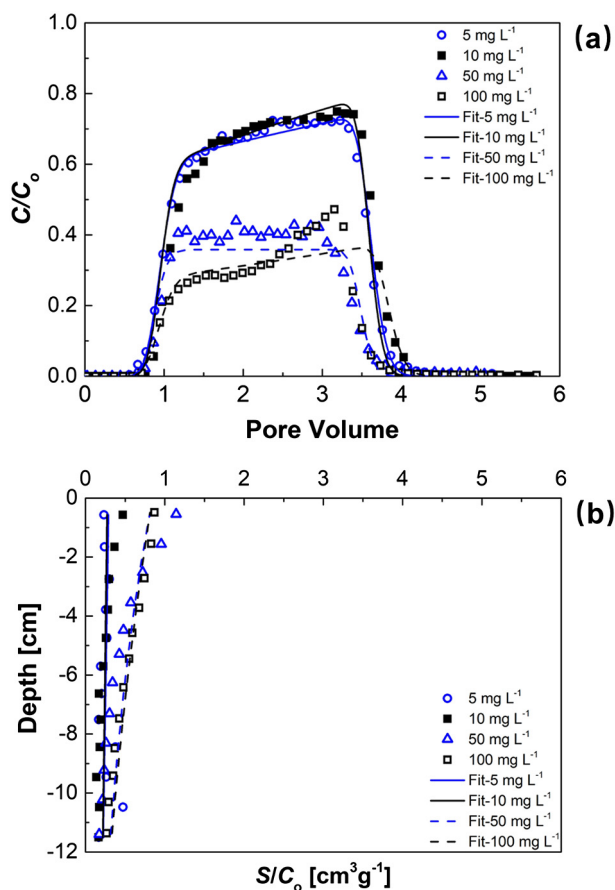 (a)
5 mg L⁻¹
10 mg L⁻¹
50 mg L⁻¹
100 mg L⁻¹
Fit-5 mg L⁻¹
Fit-10 mg L⁻¹
Fit-50 mg L⁻¹
Fit-100 mg L⁻¹
C/Cₒ
1.0
0.8
0.6
0.4
0.2
0.0
0 1 2 3 4 5 6
Pore Volume
0 1 2 3 4 5 6
(b)
Depth [cm]
0
-2
-4
-6
-8
-10
-12
5 mg L⁻¹
10 mg L⁻¹
50 mg L⁻¹
100 mg L⁻¹
Fit-5 mg L⁻¹
Fit-10 mg L⁻¹
Fit-50 mg L⁻¹
Fit-100 mg L⁻¹
S/Cₒ [cm³g⁻¹]